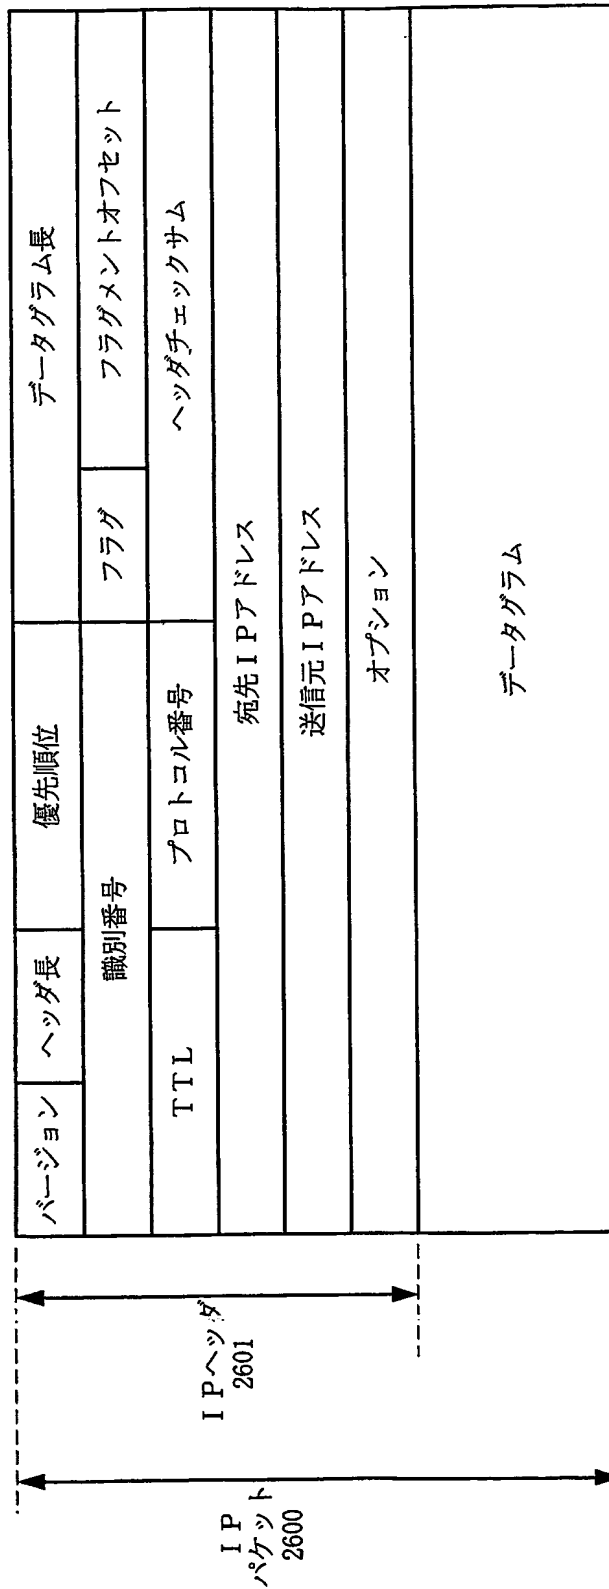 バージョン
ヘッダ長
優先順位
データグラム長
識別番号
フラグ
フラグメントオフセット
TTL
プロトコル番号
ヘッダチェックサム
宛先IPアドレス
送信元IPアドレス
オプション
データグラム
IPヘッダ
2601
IP
パケット
2600